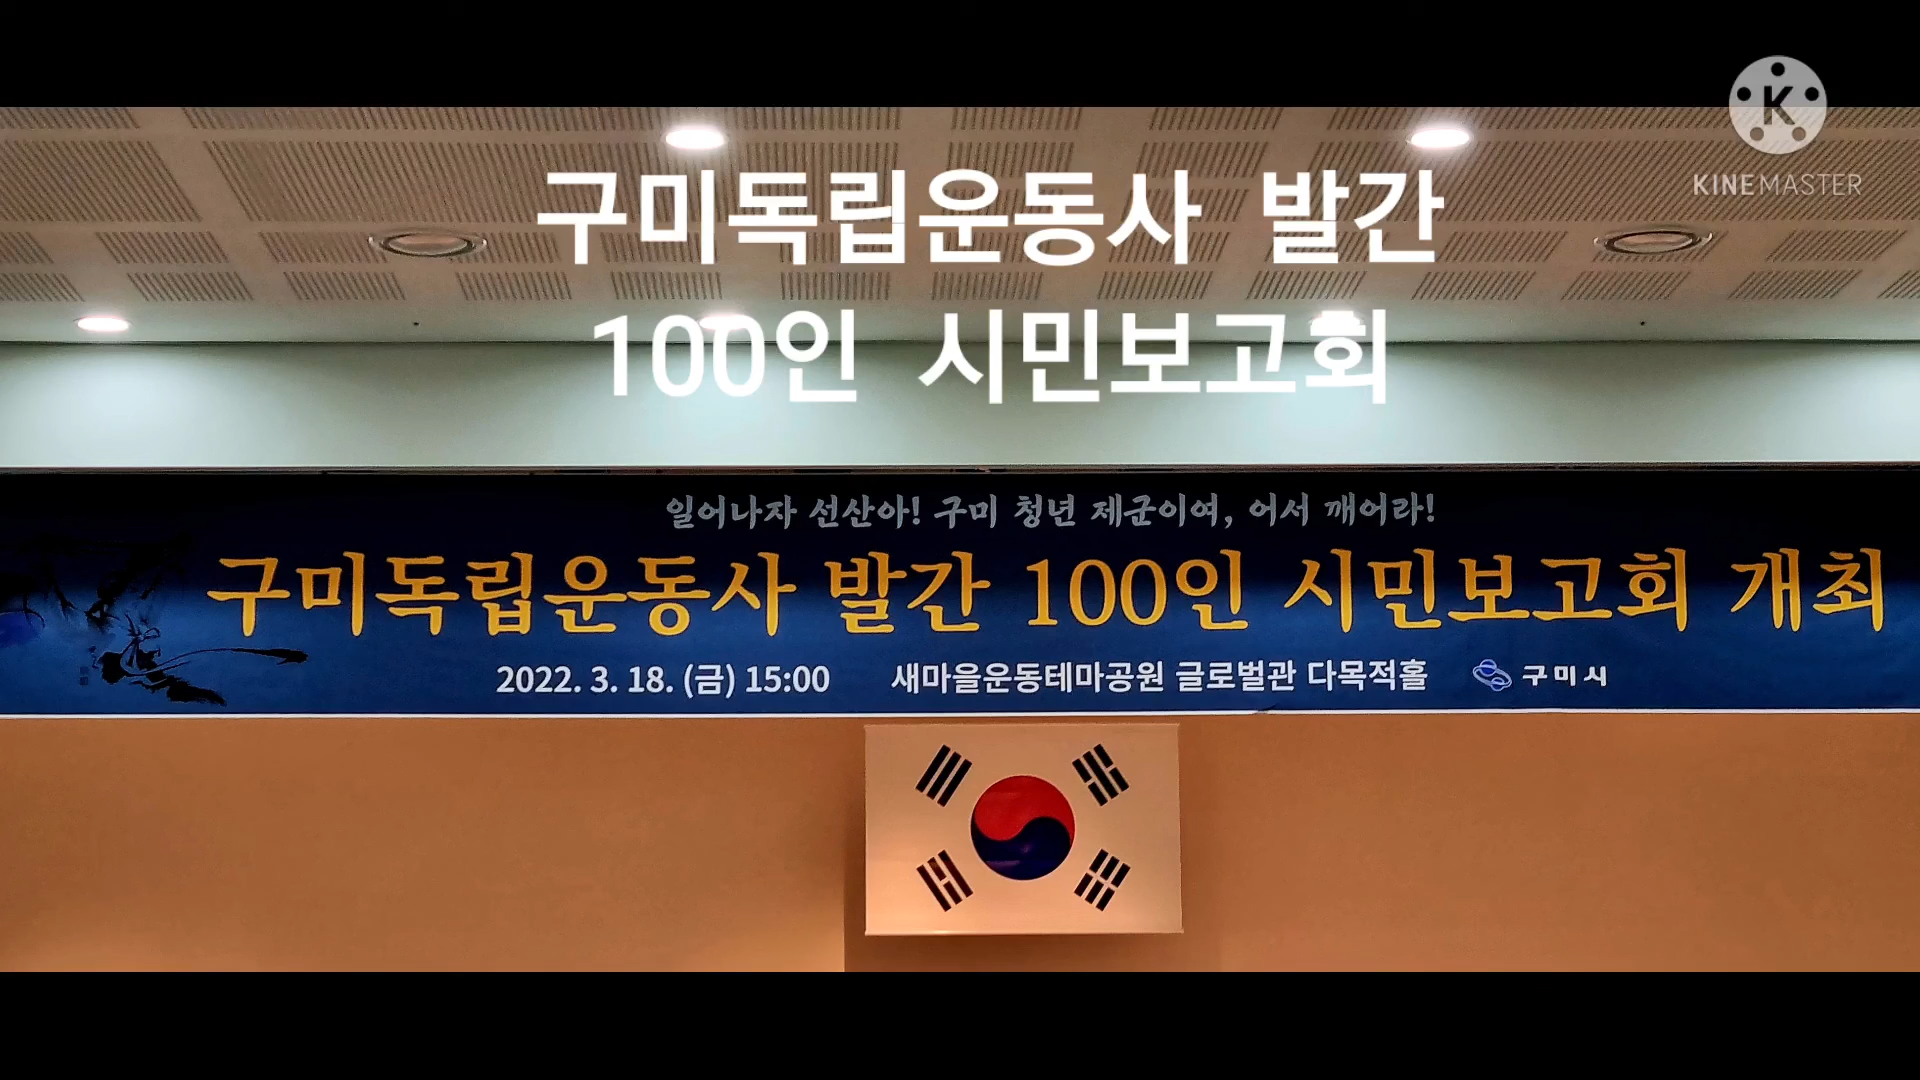 KINEMASTER
구미독립운동사 발간
100인 시민보고회
일어나자 선산아! 구미 청년 제군이여, 어서 깨어라!
구미독립운동사 발간 100인 시민보고회 개최
2022. 3. 18. (금) 15:00 새마을운동테마공원 글로벌관 다목적홀 구미시